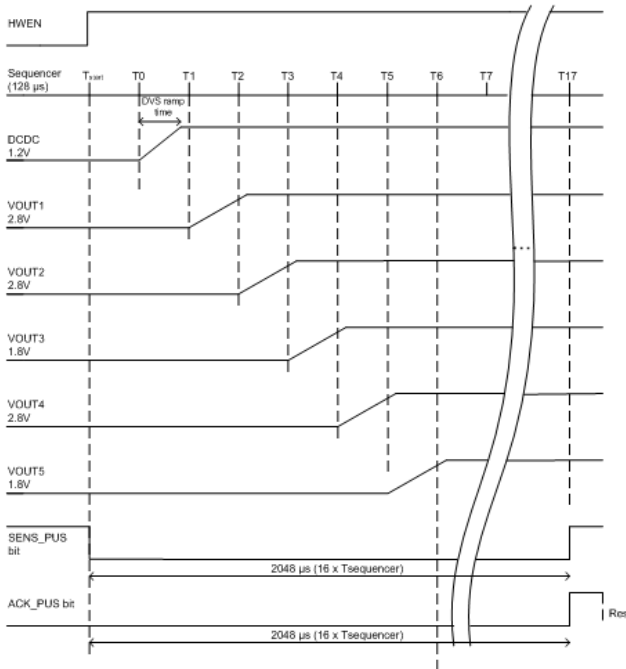 HWEN
Sequencer
(128 µs)
Tstart T0 T1 T2 T3 T4 T5 T6 T7 T17
DVS ramp
time
DCDC
1.2V
VOUT1
2.8V
VOUT2
2.8V
VOUT3
1.8V
VOUT4
2.8V
VOUT5
1.8V
...
SENS_PUS
bit
2048 µs (16 x Tsequencer)
ACK_PUS bit
Res
2048 µs (16 x Tsequencer)